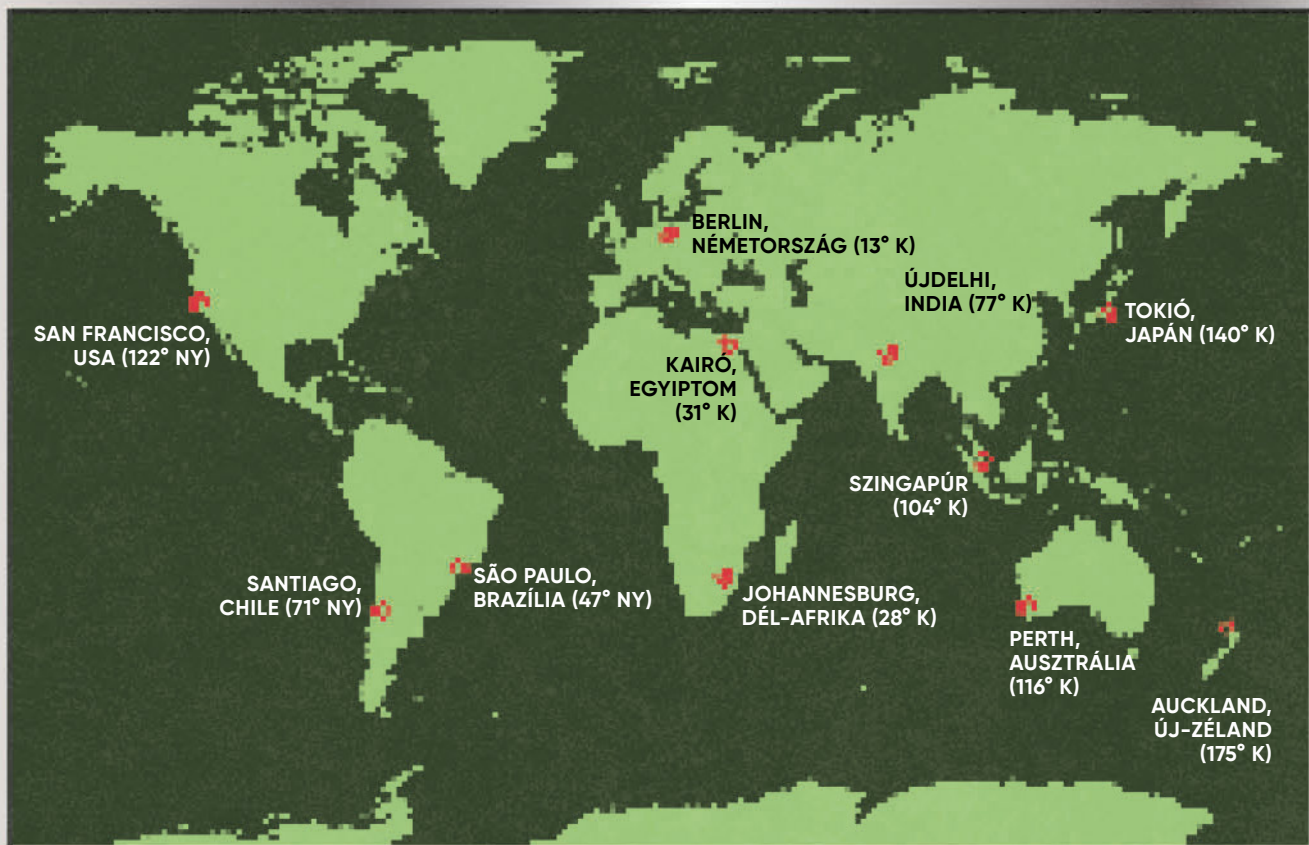 BERLIN,
NÉMETORSZÁG (13° K)
ÚJDELHI,
INDIA (77° K)
SAN FRANCISCO,
USA (122° NY)
TOKIÓ,
JAPÁN (140° K)
KAIRÓ,
EGYIPTOM
(31° K)
SZINGAPÚR
(104° K)
SANTIAGO,
CHILE (71° NY)
SÃO PAULO,
BRAZÍLIA (47° NY)
JOHANNESBURG,
DÉL-AFRIKA (28° K)
PERTH,
AUSZTRÁLIA
(116° K)
AUCKLAND,
ÚJ-ZÉLAND
(175° K)